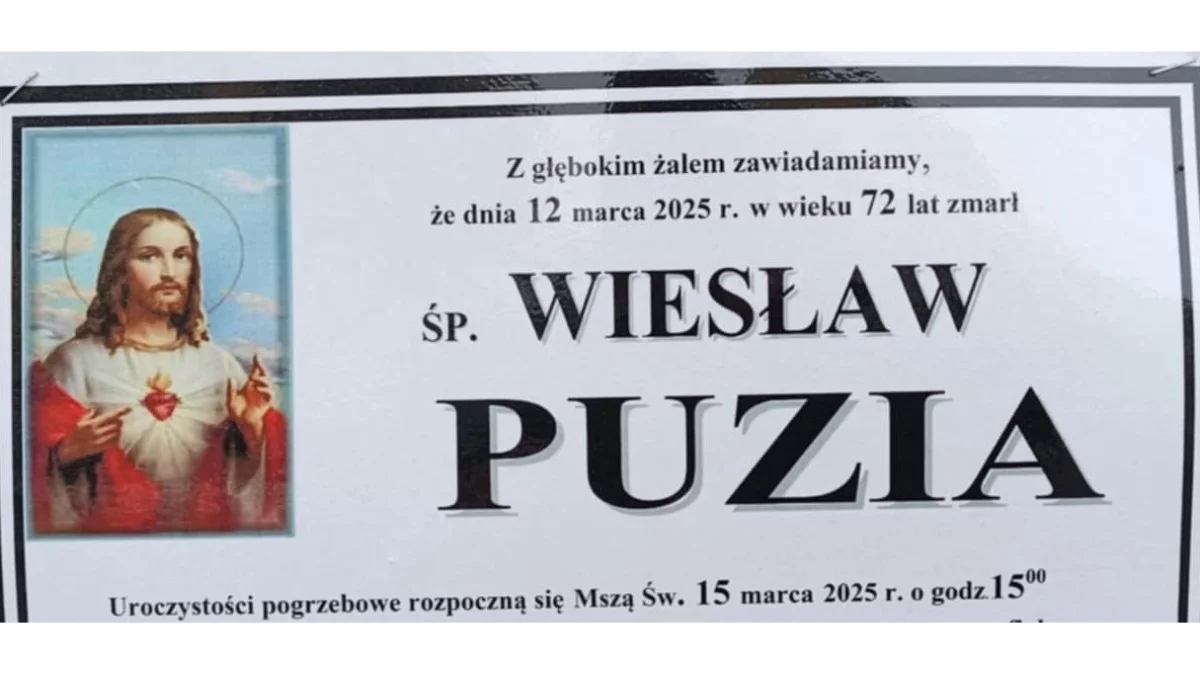 Z głębokim żalem zawiadamiamy,
że dnia 12 marca 2025 r. w wieku 72 lat zmarł
ŚP. WIESŁAW
PUZIA
Uroczystości pogrzebowe rozpoczną się Mszą Św. 15 marca 2025 r. o godz.15⁰⁰